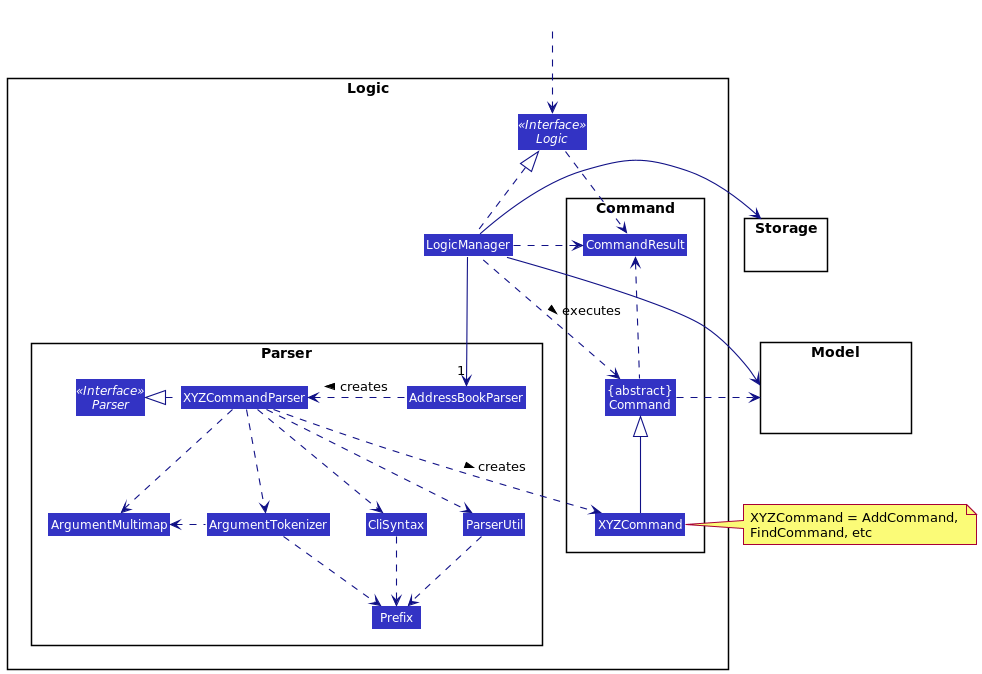 Logic
«Interface»
Logic
Command
LogicManager
CommandResult
Storage
executes
Parser
Model
1
«Interface»
Parser
XYZCommandParser
creates
AddressBookParser
{abstract}
Command
creates
ArgumentMultimap
ArgumentTokenizer
CliSyntax
ParserUtil
XYZCommand
XYZCommand = AddCommand,
FindCommand, etc
Prefix